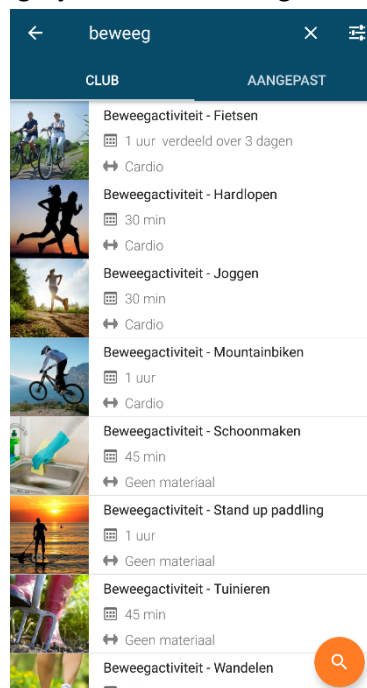 beweeg
CLUB AANGEPAST
Beweegactiviteit - Fietsen
1 uur verdeeld over 3 dagen
Cardio
Beweegactiviteit - Hardlopen
30 min
Cardio
Beweegactiviteit - Joggen
30 min
Cardio
Beweegactiviteit - Mountainbiken
1 uur
Cardio
Beweegactiviteit - Schoonmaken
45 min
Geen materiaal
Beweegactiviteit - Stand up paddling
1 uur
Geen materiaal
Beweegactiviteit - Tuinieren
45 min
Geen materiaal
Beweegactiviteit - Wandelen